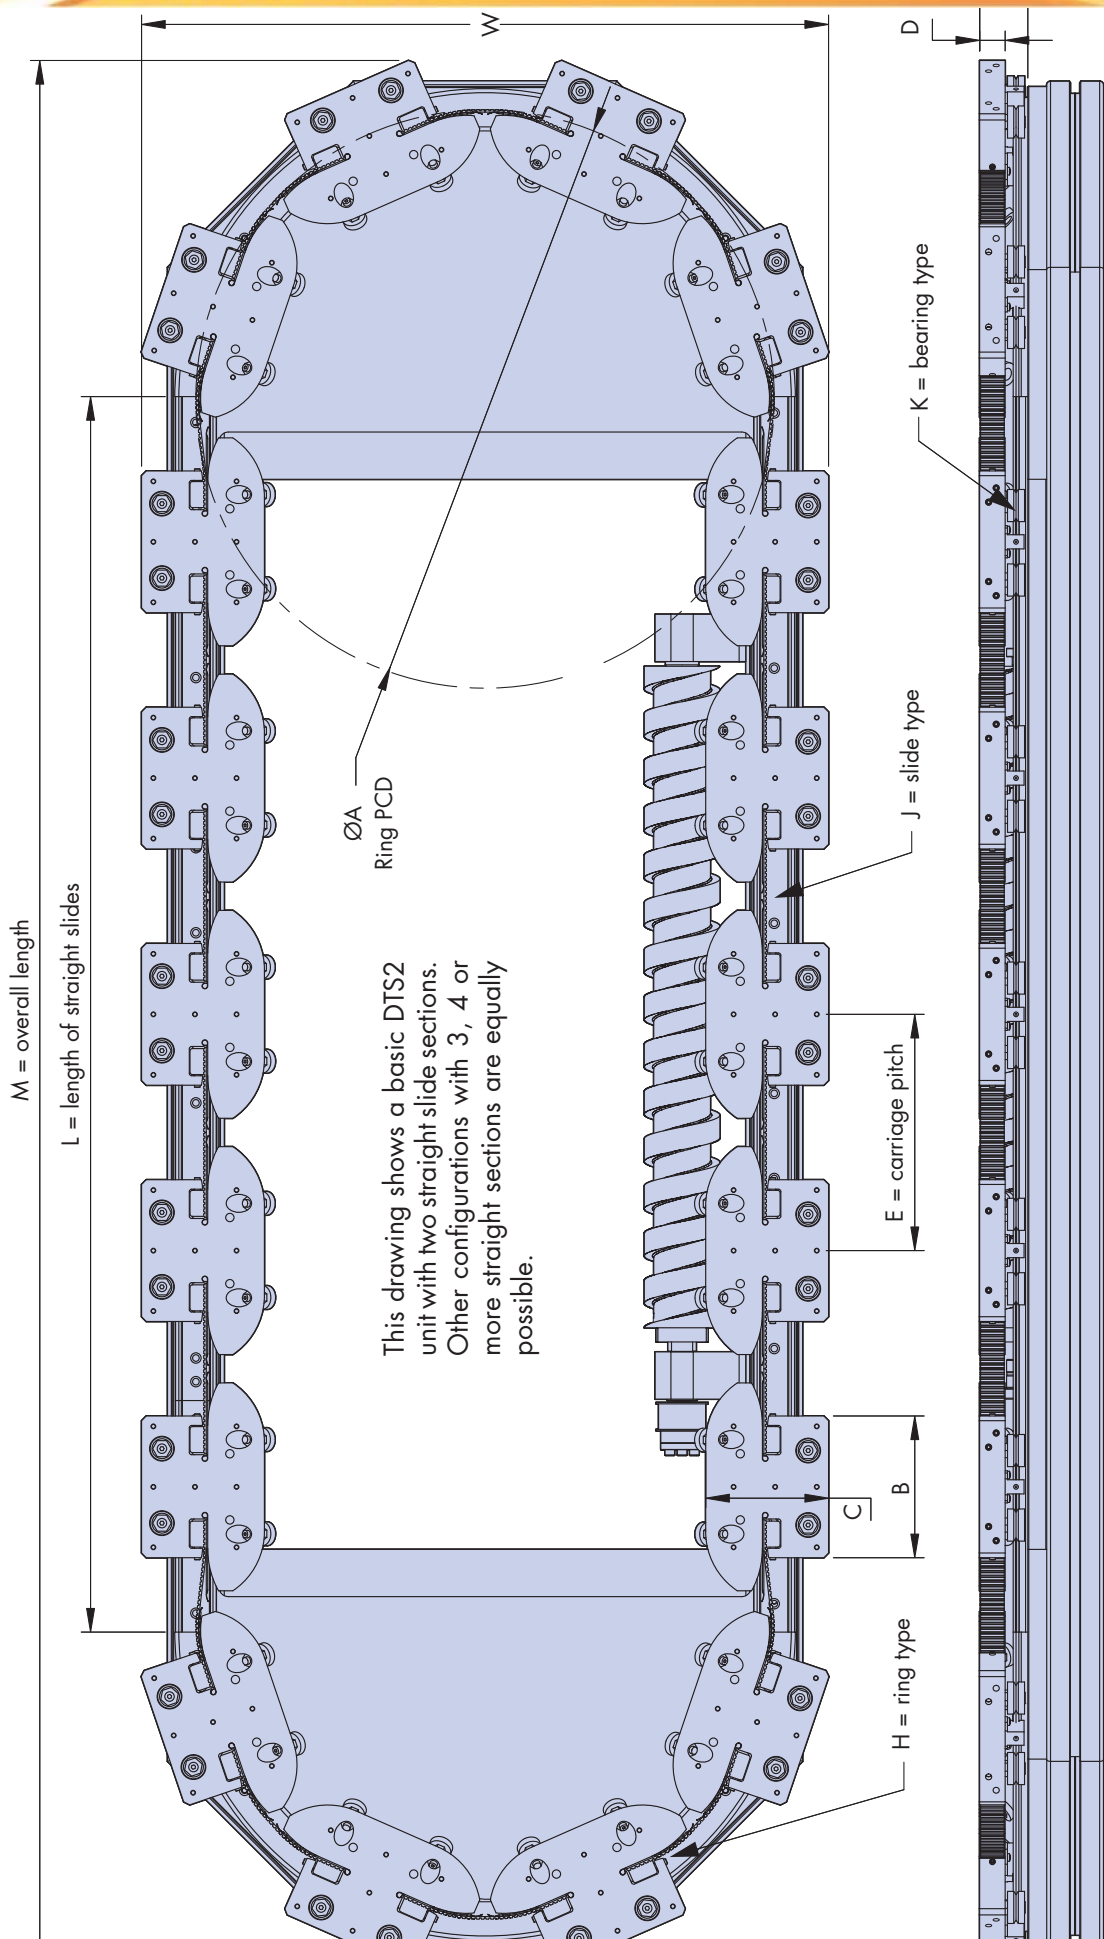 M = overall length
L = length of straight slides
W
D
ØA
Ring PCD
K = bearing type
J = slide type
This drawing shows a basic DTS2
unit with two straight slide sections.
Other configurations with 3, 4 or
more straight sections are equally
possible.
E = carriage pitch
C
B
H = ring type